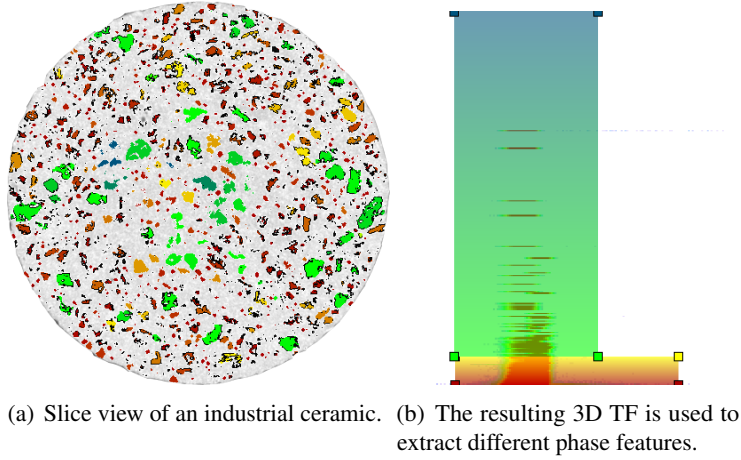 (a) Slice view of an industrial ceramic.
(b) The resulting 3D TF is used to
extract different phase features.